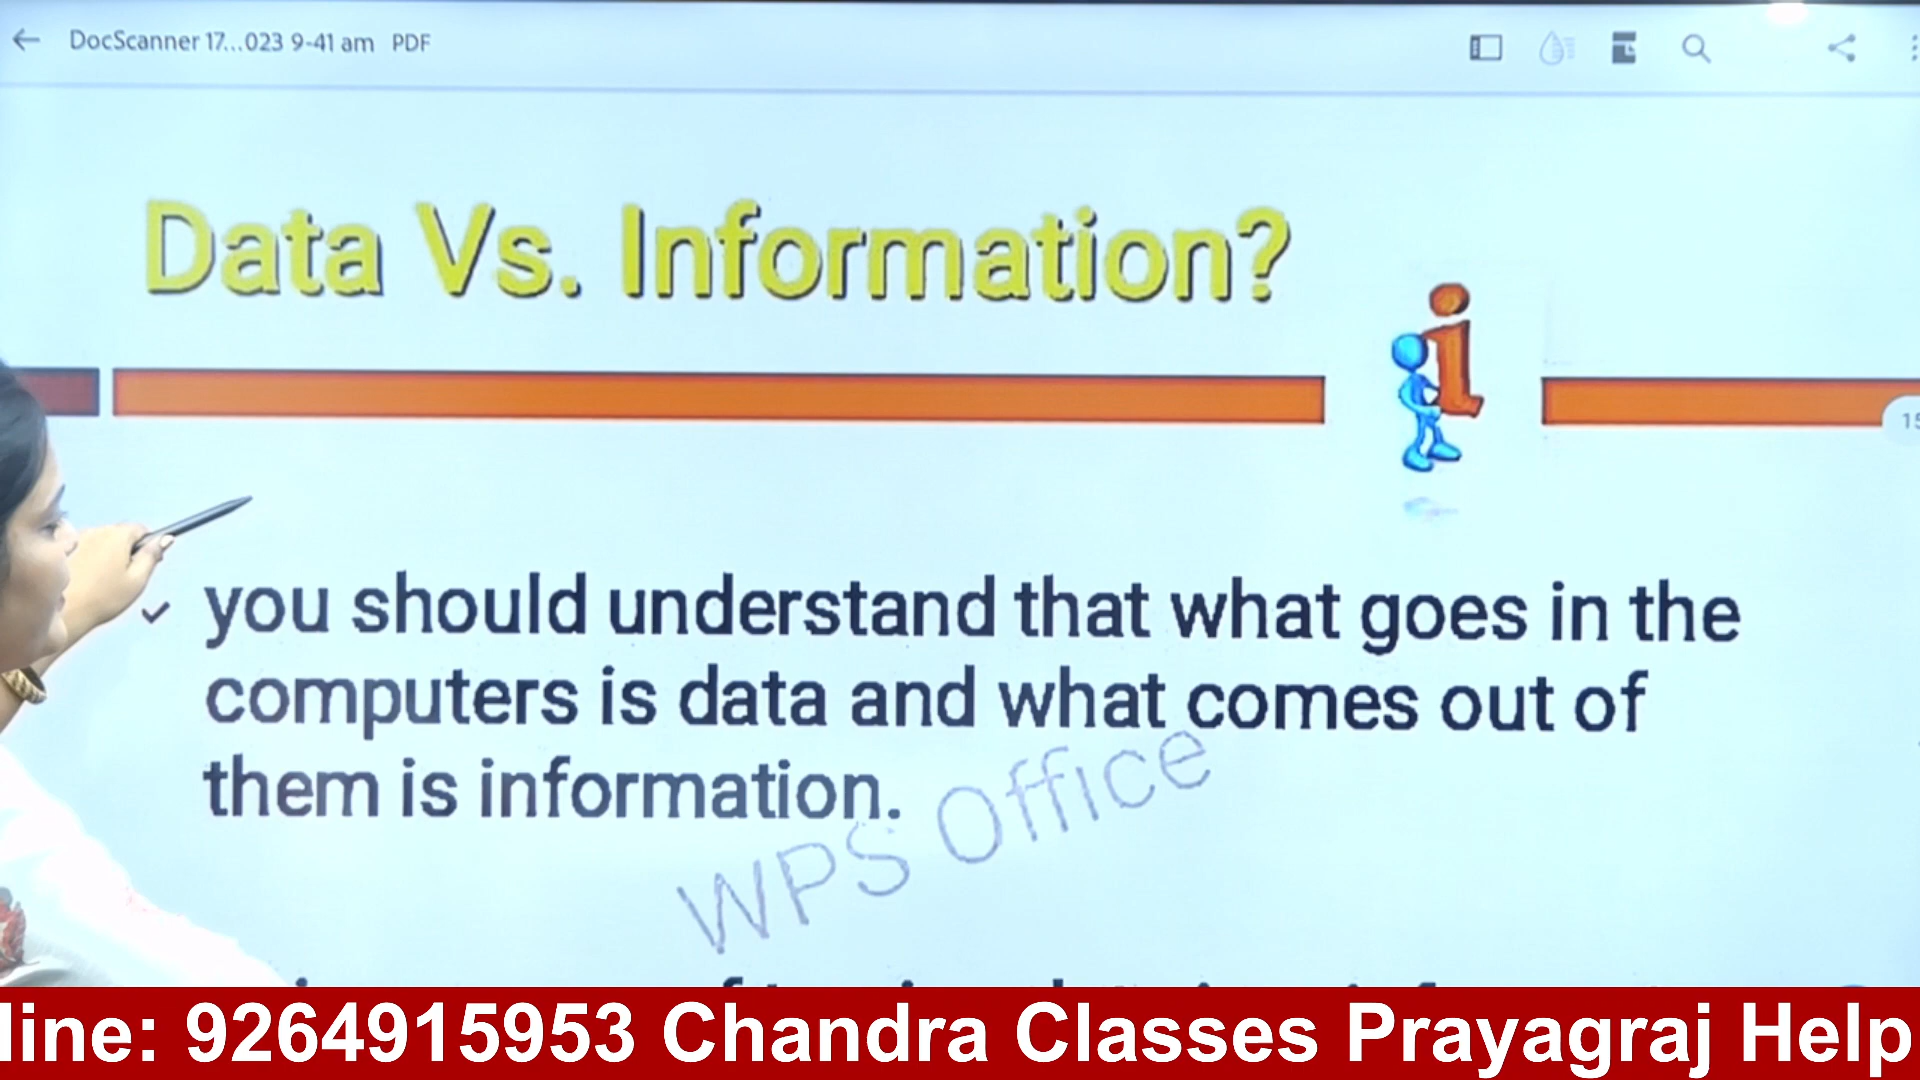 DocScanner 17...023 9-41 am PDF
Data Vs. Information?
15
you should understand that what goes in the
computers is data and what comes out of
them is information.
WPS Office
line: 9264915953 Chandra Classes Prayagraj Help